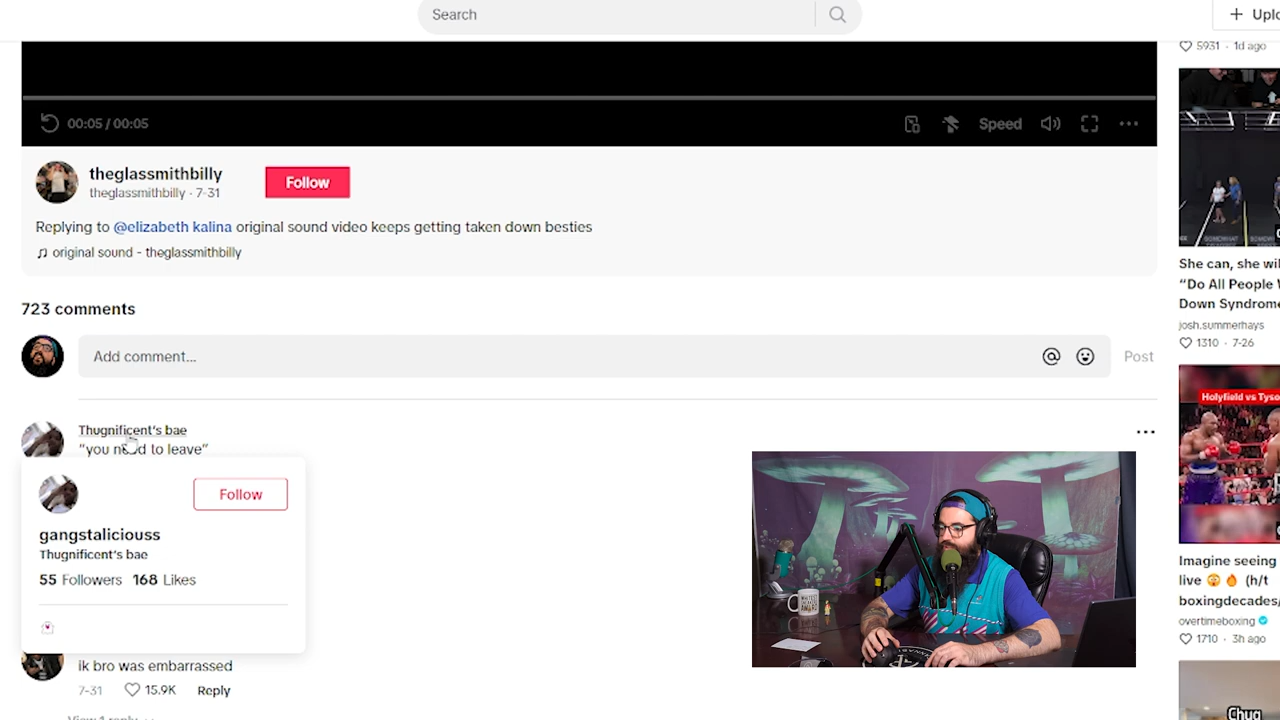 Search
Uplo
5931 · 1d ago
00:05 / 00:05
Speed
theglassmithbilly
theglassmithbilly · 7-31
Follow
Replying to @elizabeth kalina original sound video keeps getting taken down besties
original sound - theglassmithbilly
She can, she wil
“Do All People W
Down Syndrome
josh.summerhays
1310 · 7-26
723 comments
Add comment...
Post
Holyfield vs Tyso
Thugnificent's bae
“you need to leave”
Follow
gangstaliciouss
Thugnificent's bae
55 Followers 168 Likes
Imagine seeing
live 🫣🔥 (h/t
boxingdecades/
overtimeboxing
1710 · 3h ago
ik bro was embarrassed
7-31 15.9K Reply
View 1 reply
Chug